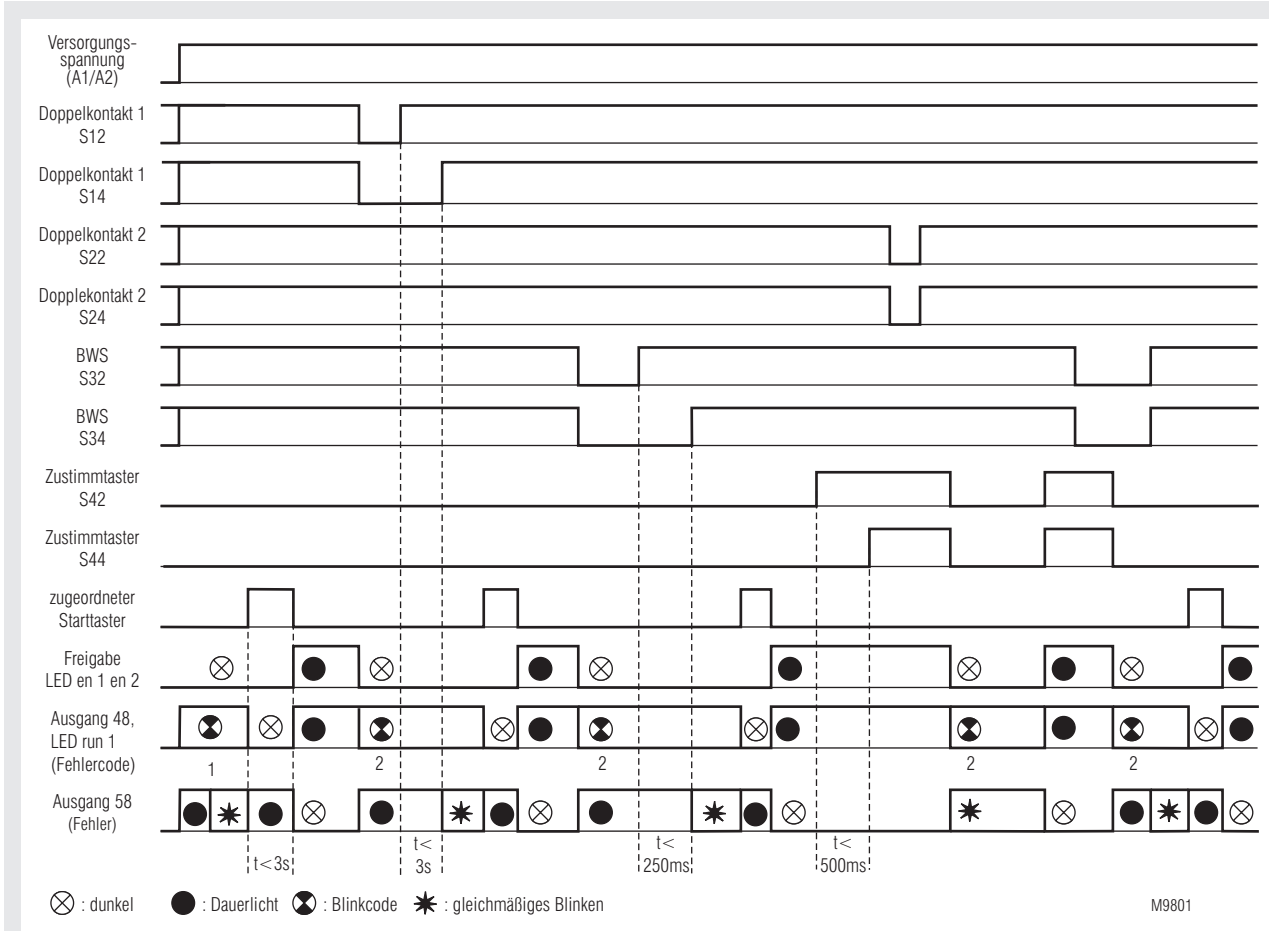 Versorgungs-
spannung
(A1/A2)
Doppelkontakt 1
S12
Doppelkontakt 1
S14
Doppelkontakt 2
S22
Dopplekontakt 2
S24
BWS
S32
BWS
S34
Zustimmtaster
S42
Zustimmtaster
S44
zugeordneter
Starttaster
Freigabe
LED en 1 en 2
Ausgang 48,
LED run 1
(Fehlercode)
1
2
2
2
2
Ausgang 58
(Fehler)
t<3s
t<
3s
t<
250ms
t<
500ms
: dunkel
: Dauerlicht
: Blinkcode
: gleichmäßiges Blinken
M9801